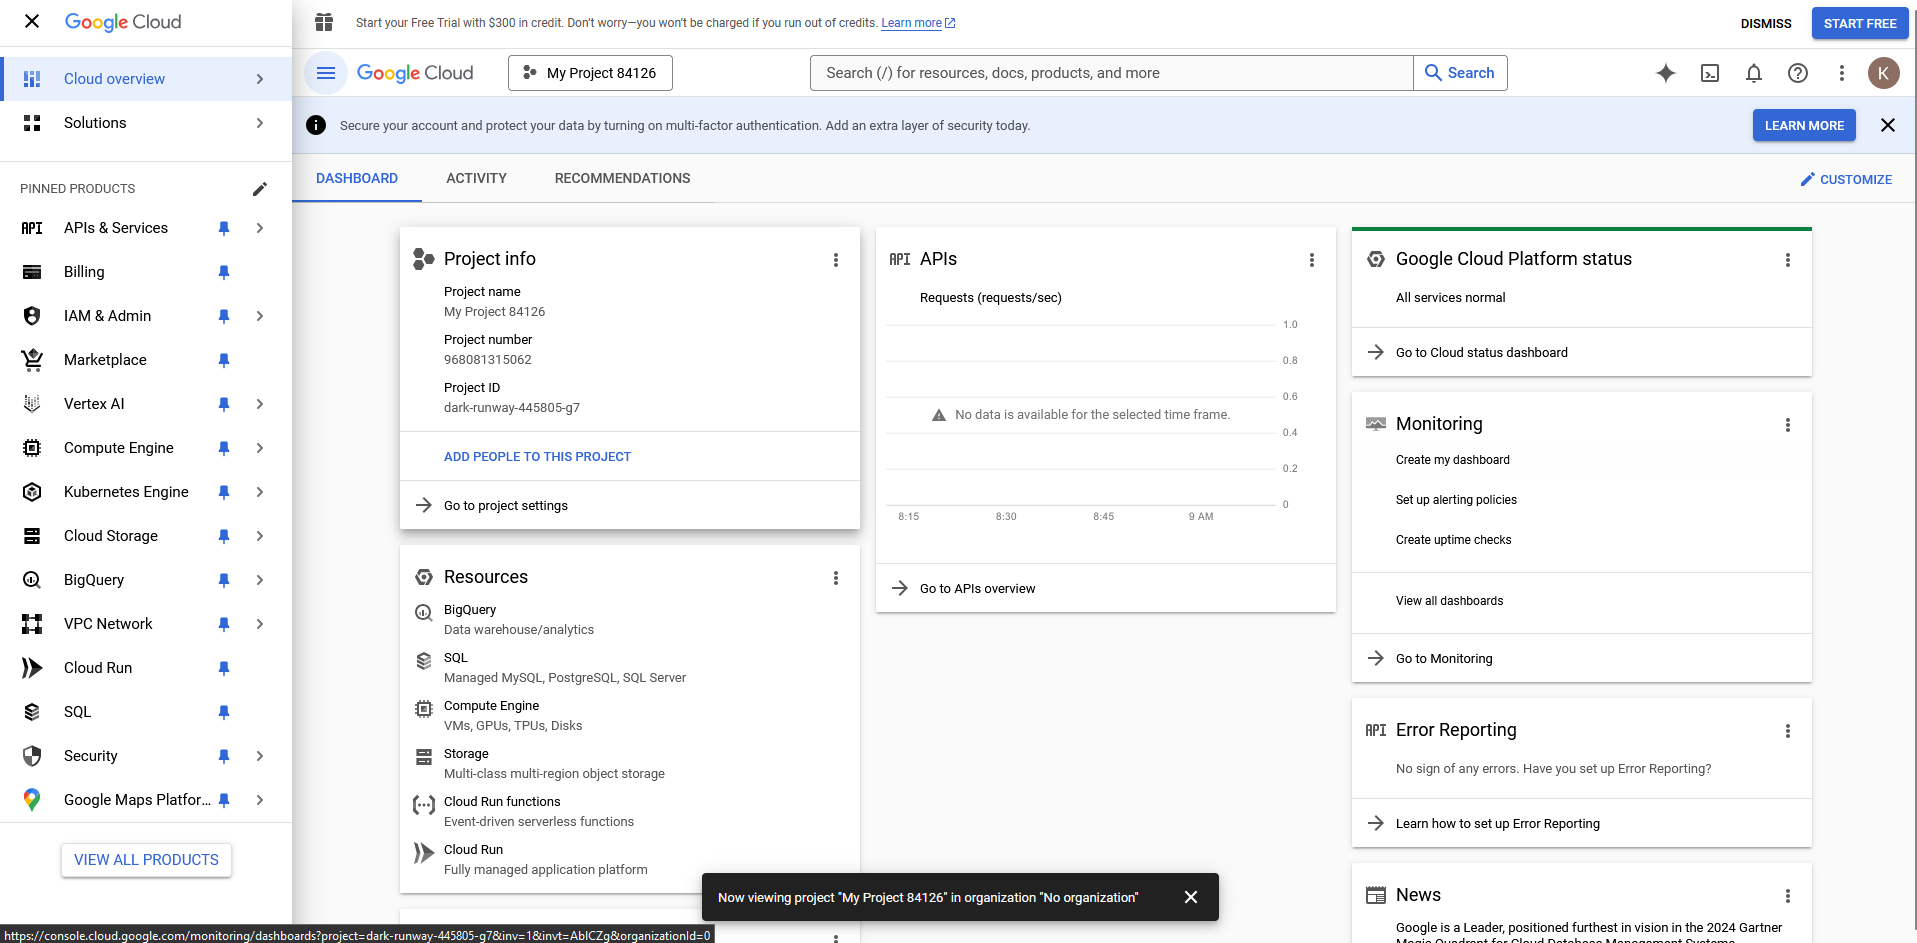 Google Cloud
Cloud overview
Solutions
PINNED PRODUCTS
API APIs & Services
Billing
IAM & Admin
Marketplace
Vertex AI
Compute Engine
Kubernetes Engine
Cloud Storage
BigQuery
VPC Network
Cloud Run
SQL
Security
Google Maps Platfor...
VIEW ALL PRODUCTS
Start your Free Trial with $300 in credit. Don't worry—you won't be charged if you run out of credits. Learn more
DISMISS
START FREE
Google Cloud
My Project 84126
Search (/) for resources, docs, products, and more
Search
K
Secure your account and protect your data by turning on multi-factor authentication. Add an extra layer of security today.
LEARN MORE
DASHBOARD
ACTIVITY
RECOMMENDATIONS
CUSTOMIZE
Project info
Project name
My Project 84126
Project number
968081315062
Project ID
dark-runway-445805-g7
ADD PEOPLE TO THIS PROJECT
Go to project settings
Resources
BigQuery
Data warehouse/analytics
SQL
Managed MySQL, PostgreSQL, SQL Server
Compute Engine
VMs, GPUs, TPUs, Disks
Storage
Multi-class multi-region object storage
Cloud Run functions
Event-driven serverless functions
Cloud Run
Fully managed application platform
API APIs
Requests (requests/sec)
1.0
0.8
0.6
No data is available for the selected time frame.
0.4
0.2
0
8:15
8:30
8:45
9 AM
Go to APIs overview
Google Cloud Platform status
All services normal
Go to Cloud status dashboard
Monitoring
Create my dashboard
Set up alerting policies
Create uptime checks
View all dashboards
Go to Monitoring
API Error Reporting
No sign of any errors. Have you set up Error Reporting?
Learn how to set up Error Reporting
News
Google is a Leader, positioned furthest in vision in the 2024 Gartner
Magic Quadrant for Cloud Database Management Systems
Now viewing project "My Project 84126" in organization "No organization"
https://console.cloud.google.com/monitoring/dashboards?project=dark-runway-445805-g7&inv=1&invt=AblCZg&organizationId=0